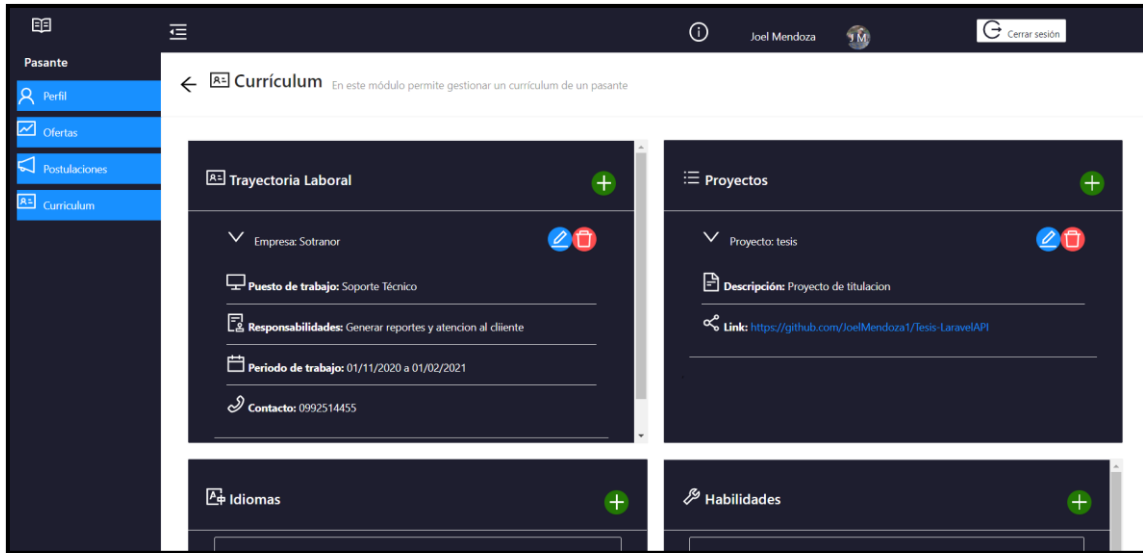 Joel Mendoza
JM
Cerrar sesión
Pasante
Perfil
Ofertas
Postulaciones
Curriculum
Currículum En este módulo permite gestionar un currículum de un pasante
Trayectoria Laboral
Empresa: Sotranor
Puesto de trabajo: Soporte Técnico
Responsabilidades: Generar reportes y atencion al cliiente
Periodo de trabajo: 01/11/2020 a 01/02/2021
Contacto: 0992514455
Proyectos
Proyecto: tesis
Descripción: Proyecto de titulacion
Link: https://github.com/JoelMendoza1/Tesis-LaravelAPI
Idiomas
Habilidades